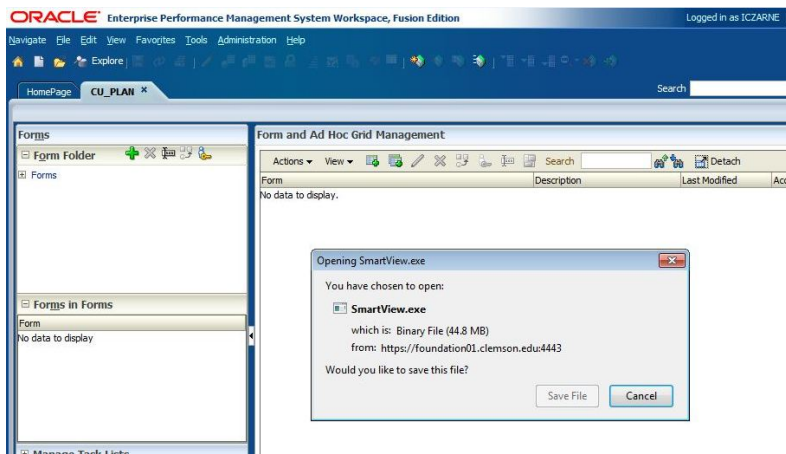 ORACLE Enterprise Performance Management System Workspace, Fusion Edition Logged in as ICZARNE
Navigate File Edit View Favorites Tools Administration Help
Explore
HomePage CU_PLAN × Search
Forms
Form Folder
Forms
Forms in Forms
Form
No data to display
Manage Task Lists
Form and Ad Hoc Grid Management
Actions View Search Detach
Form Description Last Modified Acc
No data to display.
Opening SmartView.exe
You have chosen to open:
SmartView.exe
which is: Binary File (44.8 MB)
from: https://foundation01.clemson.edu:4443
Would you like to save this file?
Save File Cancel